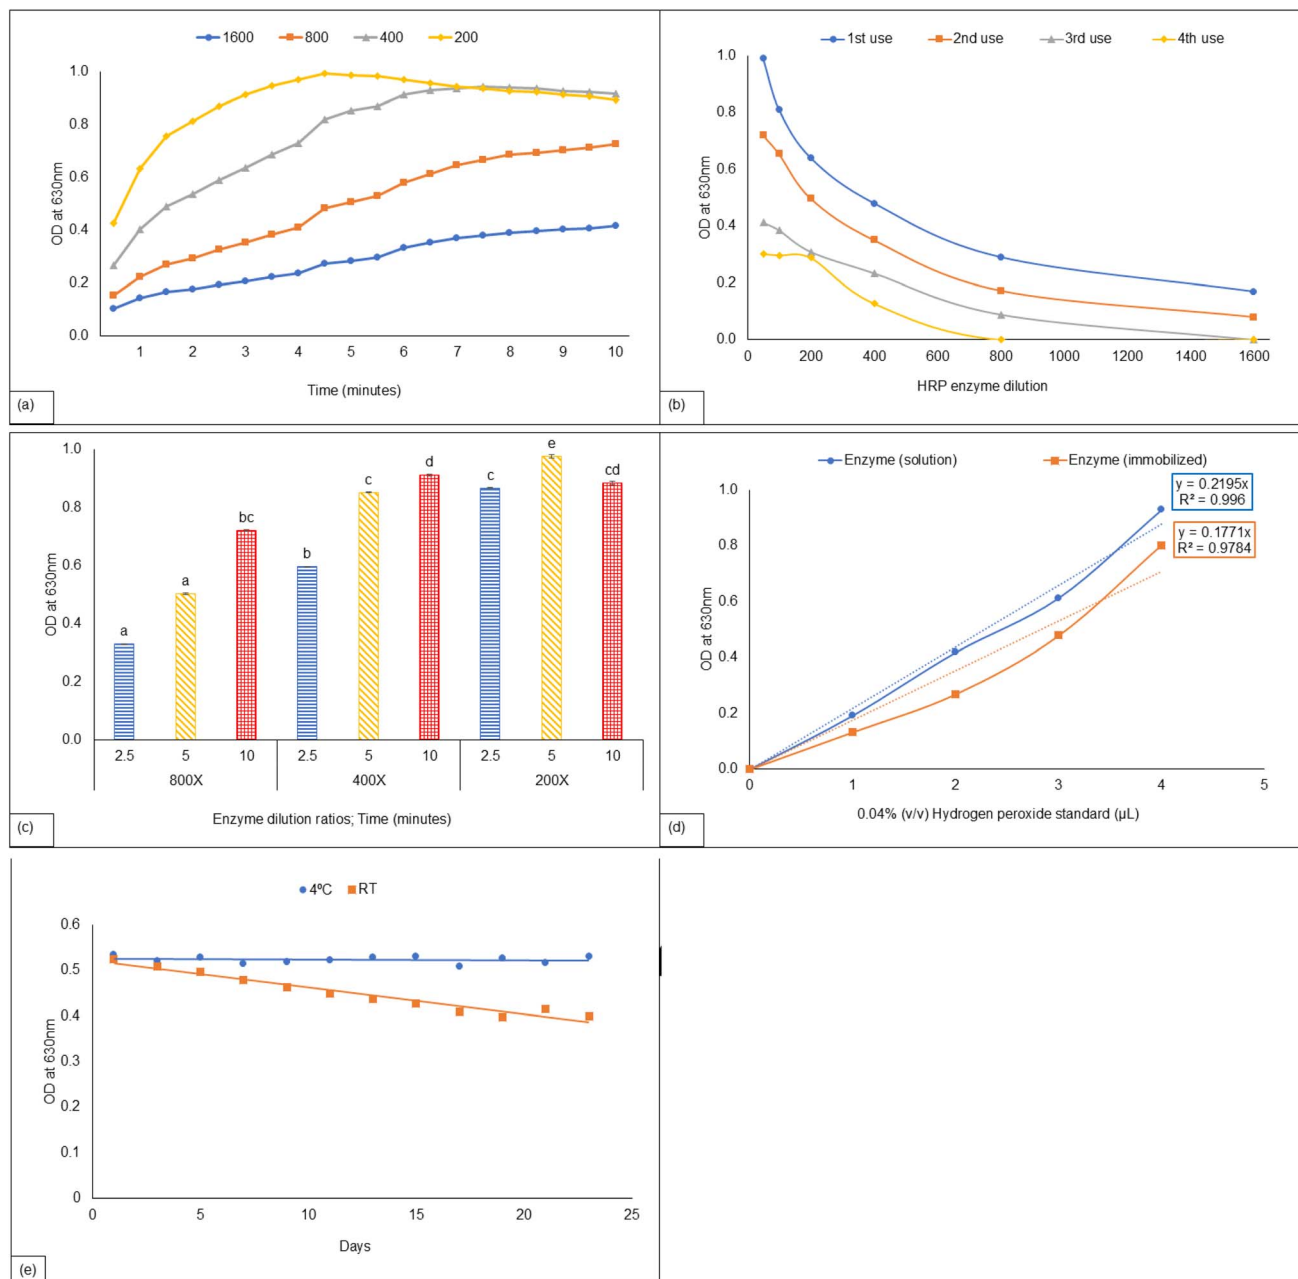 1600 800 400 200
1.0
0.8
0.6
0.4
0.2
0.0
OD at 630nm
1 2 3 4 5 6 7 8 9 10
Time (minutes)
(a)
1st use 2nd use 3rd use 4th use
1.0
0.8
0.6
0.4
0.2
0.0
OD at 630nm
0 200 400 600 800 1000 1200 1400 1600
HRP enzyme dilution
(b)
1.0
0.8
0.6
0.4
0.2
0.0
OD at 630nm
a a bc b c d c e cd
2.5 5 10 2.5 5 10 2.5 5 10
800X 400X 200X
Enzyme dilution ratios; Time (minutes)
(c)
Enzyme (solution) Enzyme (immobilized)
y = 0.2195x
R² = 0.996
y = 0.1771x
R² = 0.9784
1.0
0.8
0.6
0.4
0.2
0.0
OD at 630nm
0 1 2 3 4 5
0.04% (v/v) Hydrogen peroxide standard (µL)
(d)
4ºC RT
0.6
0.5
0.4
0.3
0.2
0.1
0
OD at 630nm
0 5 10 15 20 25
Days
(e)